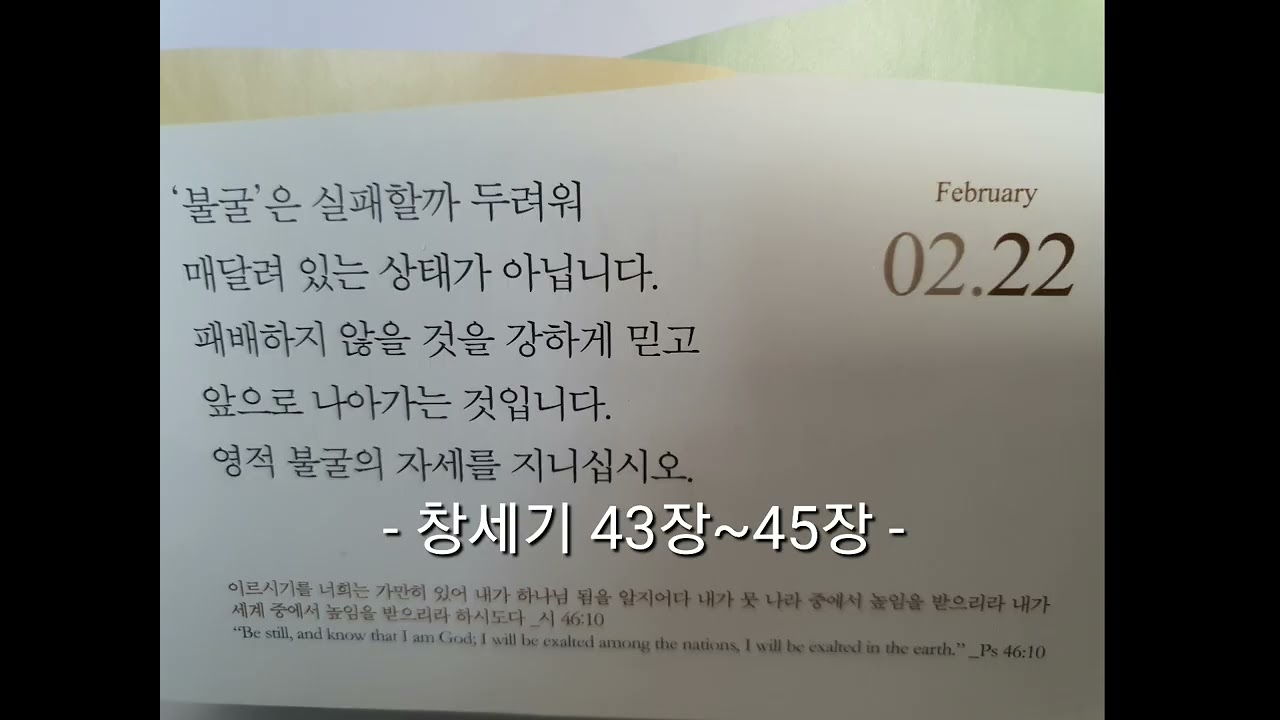 ‘불굴’은 실패할까 두려워
매달려 있는 상태가 아닙니다.
패배하지 않을 것을 강하게 믿고
앞으로 나아가는 것입니다.
영적 불굴의 자세를 지니십시오.
February
02.22
- 창세기 43장~45장 -
이르시기를 너희는 가만히 있어 내가 하나님 됨을 알지어다 내가 뭇 나라 중에서 높임을 받으리라 내가
세계 중에서 높임을 받으리라 하시도다 _시 46:10
“Be still, and know that I am God; I will be exalted among the nations, I will be exalted in the earth.” _Ps 46:10